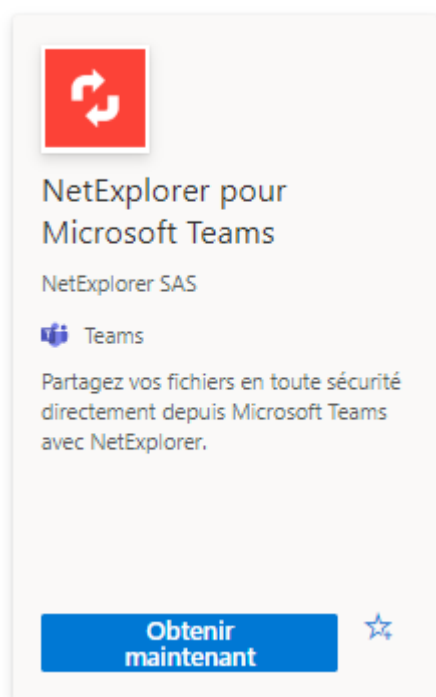 NetExplorer pour
Microsoft Teams
NetExplorer SAS
Teams
Partagez vos fichiers en toute sécurité
directement depuis Microsoft Teams
avec NetExplorer.
Obtenir
maintenant